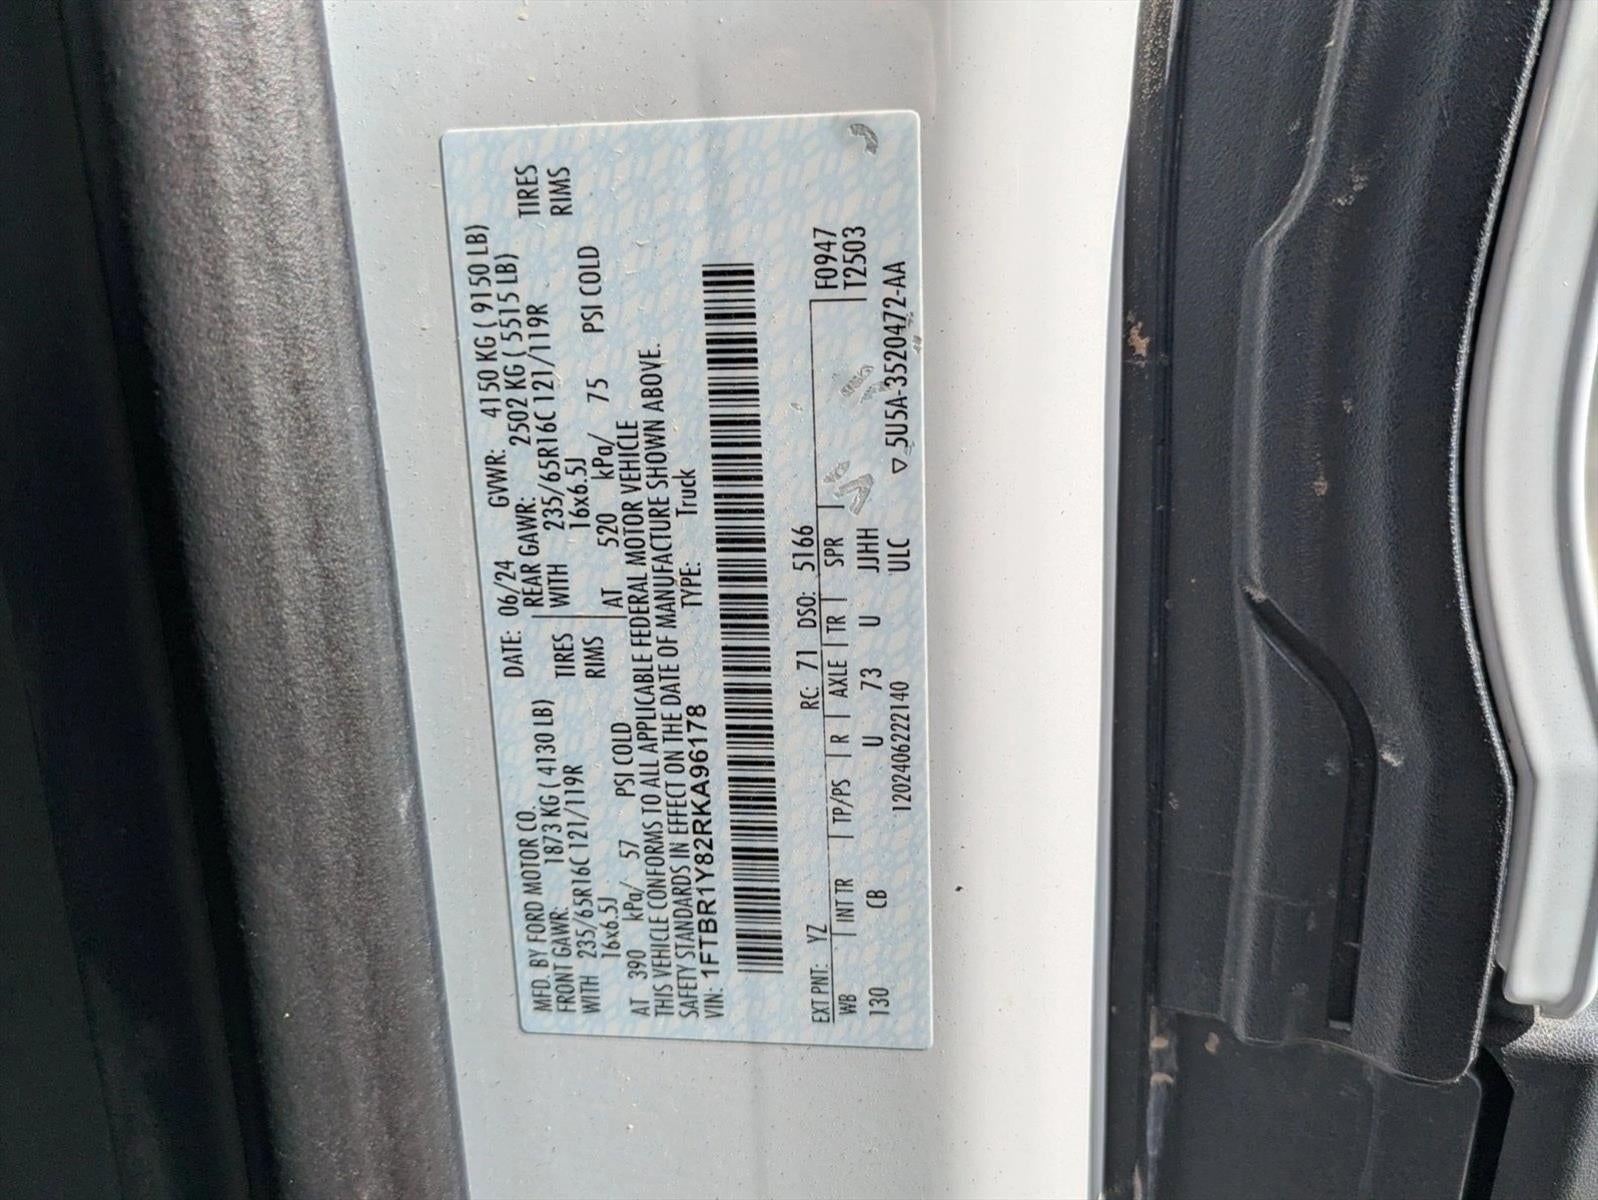 MFD. BY FORD MOTOR CO. DATE: 06/24 GVWR: 4150 KG ( 9150 LB)
FRONT GAWR: 1873 KG ( 4130 LB) REAR GAWR: 2502 KG ( 5515 LB)
WITH 235/65R16C 121/119R TIRES WITH 235/65R16C 121/119R TIRES
16x6.5J RIMS 16x6.5J RIMS
AT 390 kPa/ 57 PSI COLD AT 520 kPa/ 75 PSI COLD
THIS VEHICLE CONFORMS TO ALL APPLICABLE FEDERAL MOTOR VEHICLE
SAFETY STANDARDS IN EFFECT ON THE DATE OF MANUFACTURE SHOWN ABOVE.
VIN: 1FTBR1Y82RKA96178 TYPE: Truck
EXT PNT: YZ RC: 71 DSO: 5166 F0947
WB INT TR TP/PS R AXLE TR SPR T2503
130 CB U 73 U JJHH
120240622140 ULC ▽ 5U5A-3520472-AA